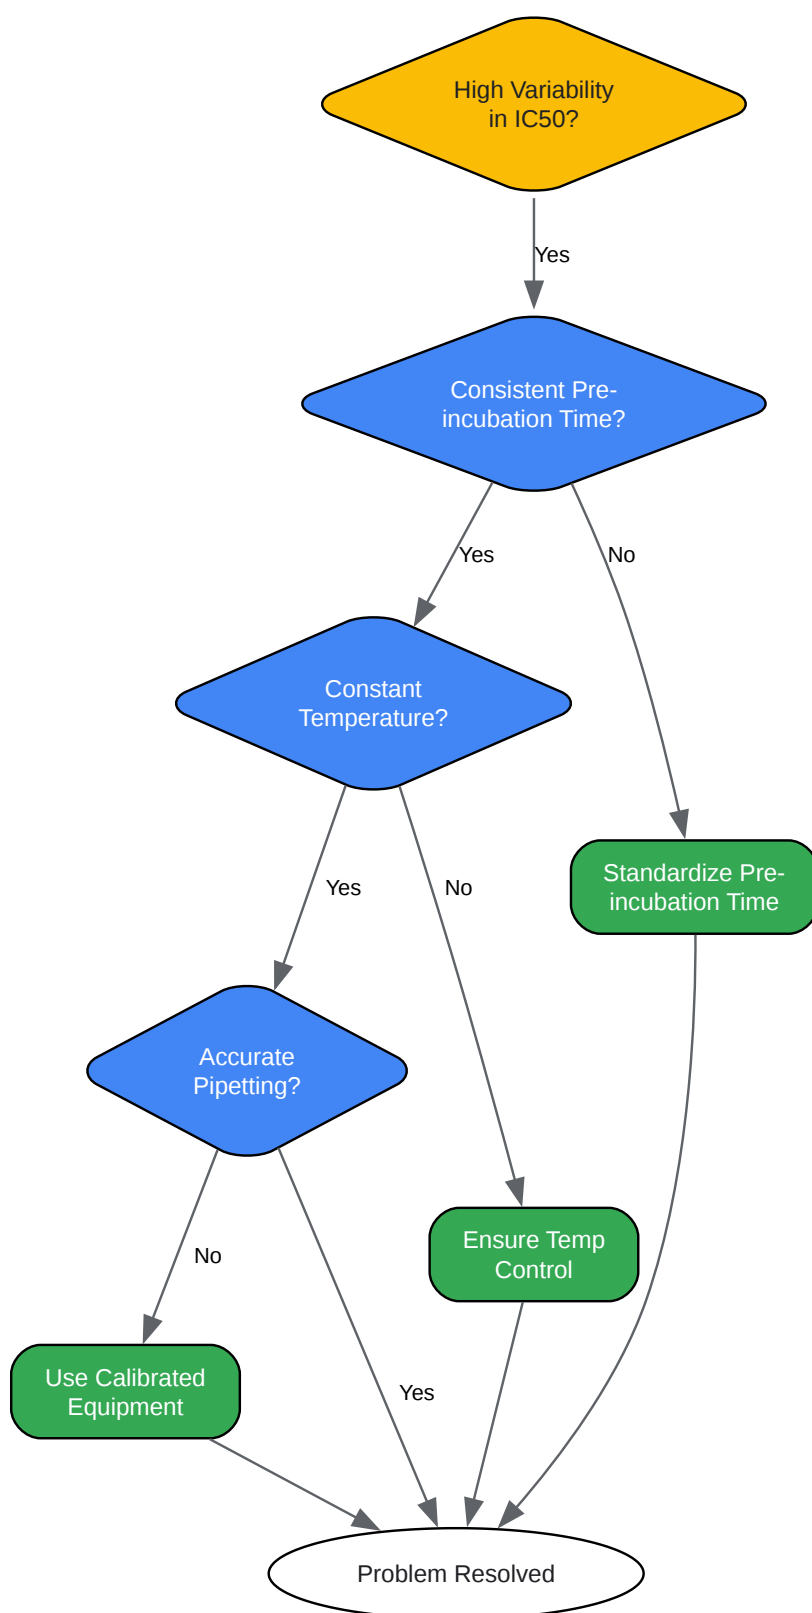 High Variability
in IC50?
Yes
Consistent Pre-
incubation Time?
Yes
No
Constant
Temperature?
Standardize Pre-
incubation Time
Yes
No
Accurate
Pipetting?
Ensure Temp
Control
No
Use Calibrated
Equipment
Yes
Problem Resolved